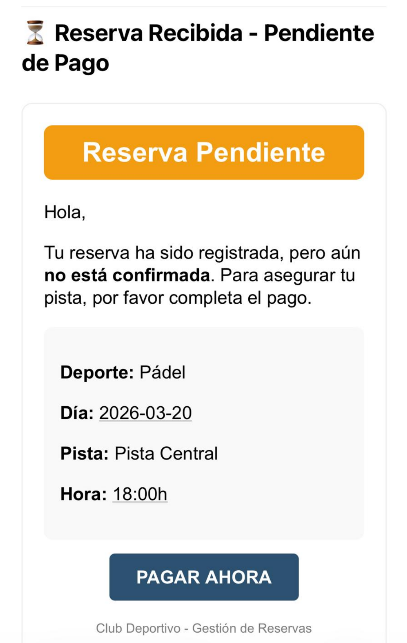 ⏳ Reserva Recibida - Pendiente
de Pago
Reserva Pendiente
Hola,
Tu reserva ha sido registrada, pero aún
no está confirmada. Para asegurar tu
pista, por favor completa el pago.
Deporte: Pádel
Día: 2026-03-20
Pista: Pista Central
Hora: 18:00h
PAGAR AHORA
Club Deportivo - Gestión de Reservas